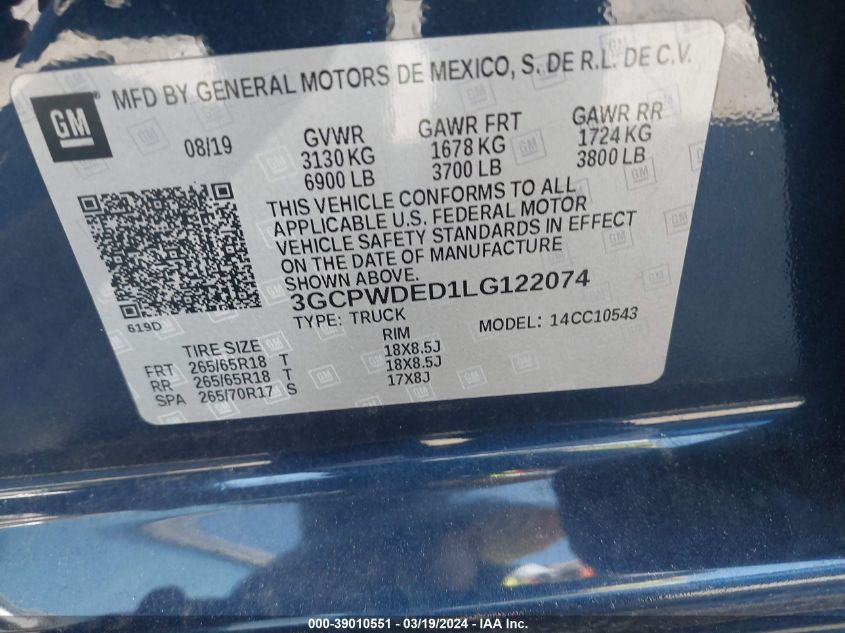 GM
MFD BY GENERAL MOTORS DE MEXICO, S. DE R.L. DE C.V.
08/19
GVWR
3130 KG
6900 LB
GAWR FRT
1678 KG
3700 LB
GAWR RR
1724 KG
3800 LB
THIS VEHICLE CONFORMS TO ALL
APPLICABLE U.S. FEDERAL MOTOR
VEHICLE SAFETY STANDARDS IN EFFECT
ON THE DATE OF MANUFACTURE
SHOWN ABOVE.
3GCPWDED1LG122074
619D
TYPE: TRUCK
MODEL: 14CC10543
TIRE SIZE RIM
FRT 265/65R18 T 18X8.5J
RR 265/65R18 T 18X8.5J
SPA 265/70R17 S 17X8J
000-39010551 - 03/19/2024 - IAA Inc.